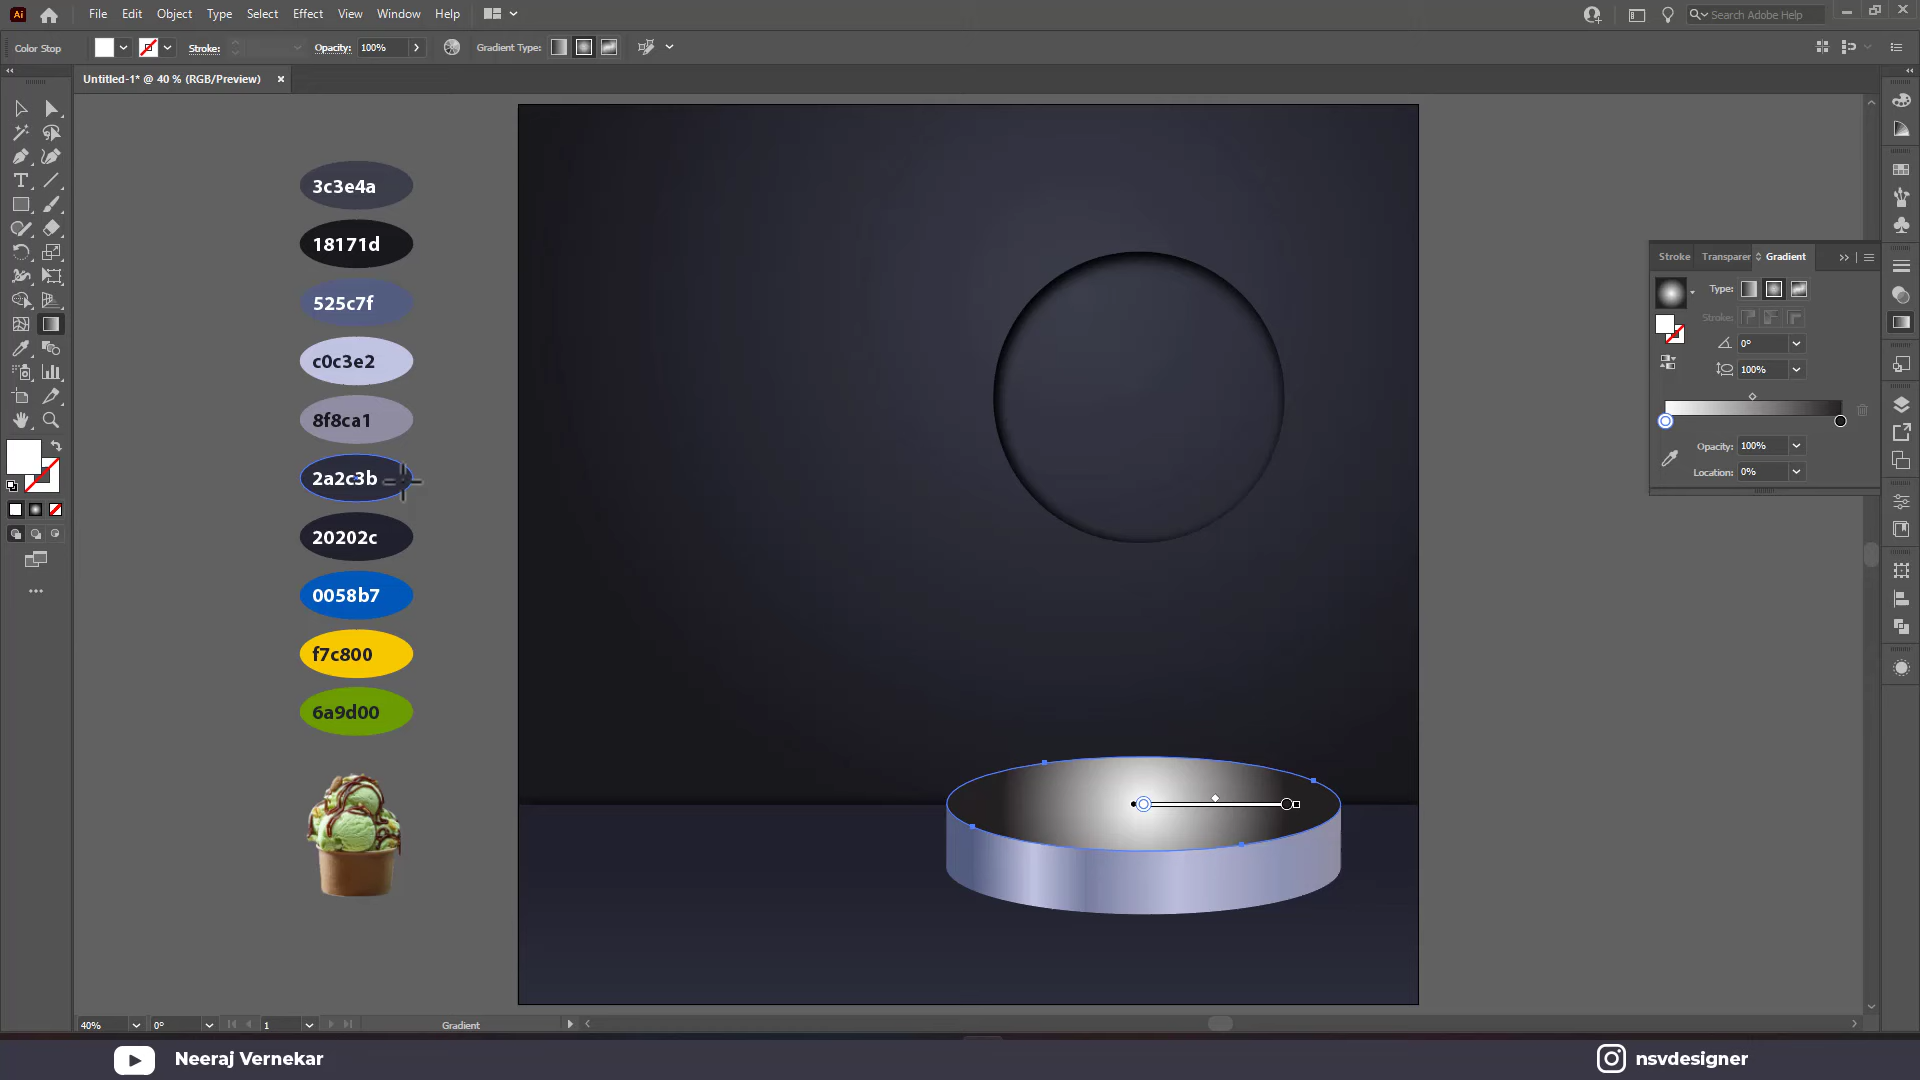 Ai File Edit Object Type Select Effect View Window Help Search Adobe Help
Color Stop Stroke: Opacity: 100% Gradient Type:
Untitled-1* @ 40 % (RGB/Preview) ×
3c3e4a
18171d
525c7f
c0c3e2
8f8ca1
2a2c3b
20202c
0058b7
f7c800
6a9d00
Stroke Transparer Gradient
Type:
Stroke:
0°
100%
Opacity: 100%
Location: 0%
40% 0° 1 Gradient
Neeraj Vernekar nsvdesigner